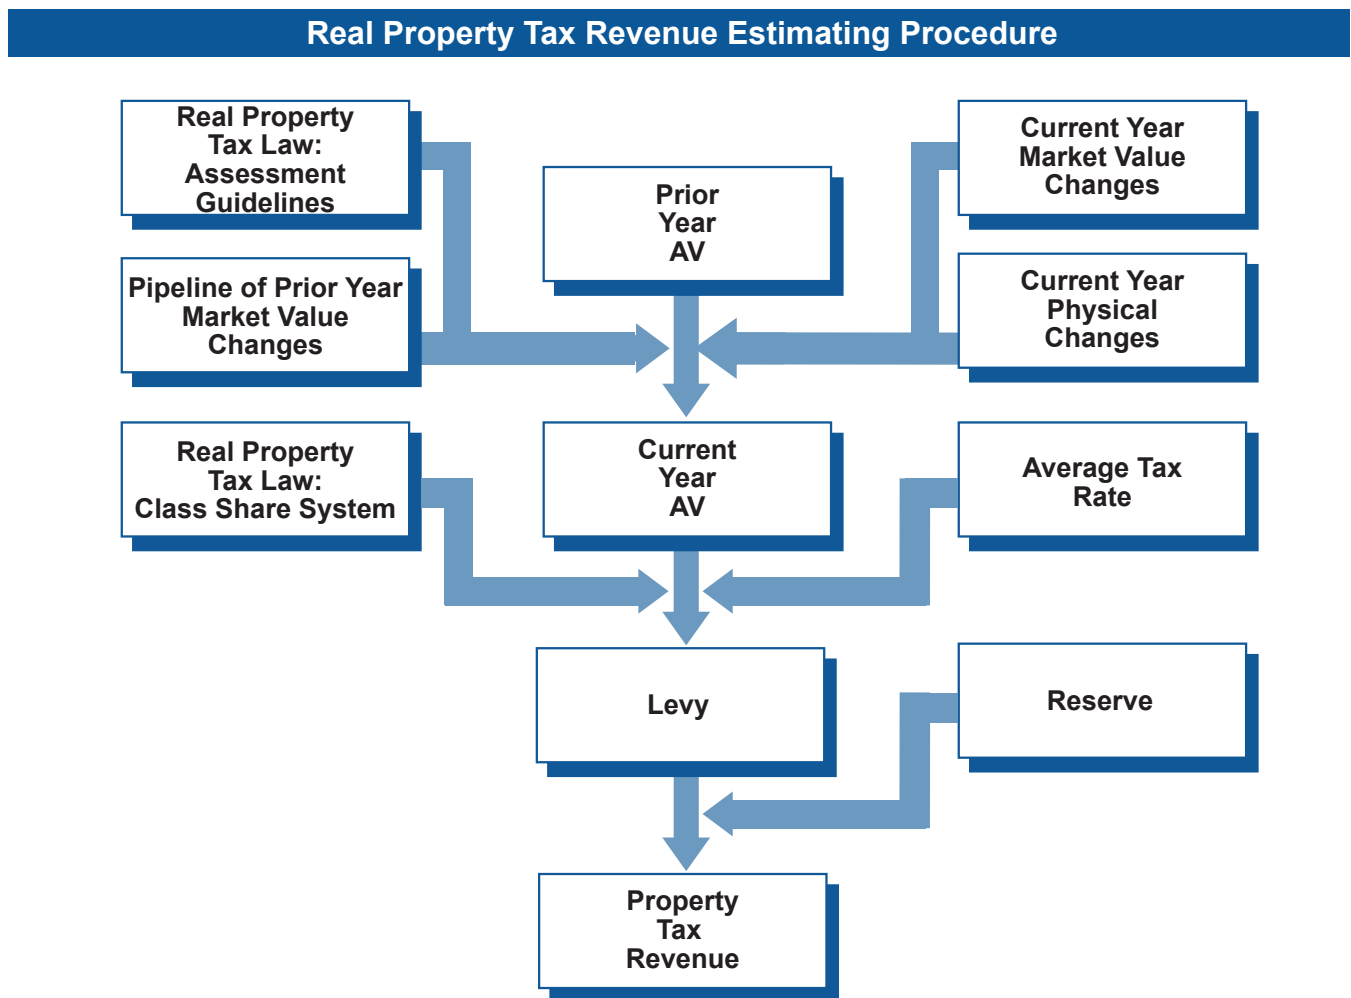 Real Property Tax Revenue Estimating Procedure
Real Property
Tax Law:
Assessment
Guidelines
Prior
Year
AV
Current Year
Market Value
Changes
Pipeline of Prior Year
Market Value
Changes
Current Year
Physical
Changes
Real Property
Tax Law:
Class Share System
Current
Year
AV
Average Tax
Rate
Levy
Reserve
Property
Tax
Revenue